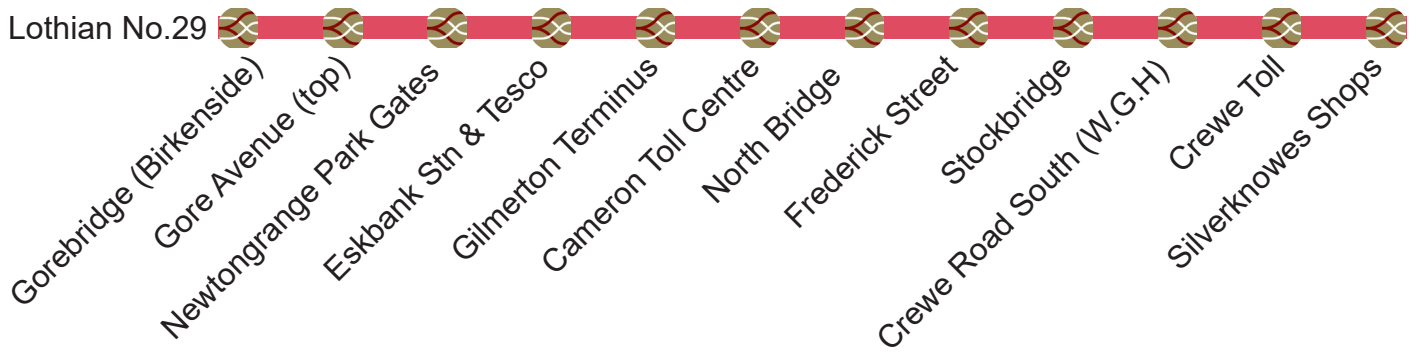 Lothian No.29
Gorebridge (Birkenside)
Gore Avenue (top)
Newtongrange Park Gates
Eskbank Stn & Tesco
Gilmerton Terminus
Cameron Toll Centre
North Bridge
Frederick Street
Stockbridge
Crewe Road South (W.G.H)
Crewe Toll
Silverknowes Shops